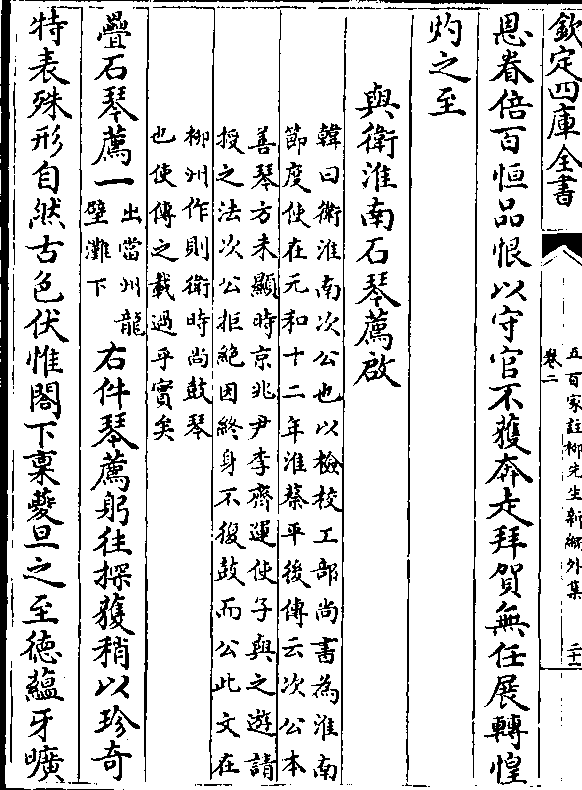 欽定四庫全書
五百家註柳先生新編外集
卷二
二十二
恩眷倍百恒品恨以守官不獲奔走拜賀無任展轉惶
灼之至
與衛淮南石琴薦啟
韓曰衛淮南次公也以檢校工部尚書為淮南
節度使在元和十二年淮蔡平後傳云次公本
善琴方未顯時京兆尹李齊運使子與之遊請
授之法次公拒絕因終身不復鼓而公此文在
柳州作則衛時尚鼓琴
也使傳之載過乎實矣
疊石琴薦一
出當州龍
壁灘下
右件琴薦躬往採獲稍以珍奇
特表殊形自然古色伏惟閣下稟夔旦之至德蘊牙曠